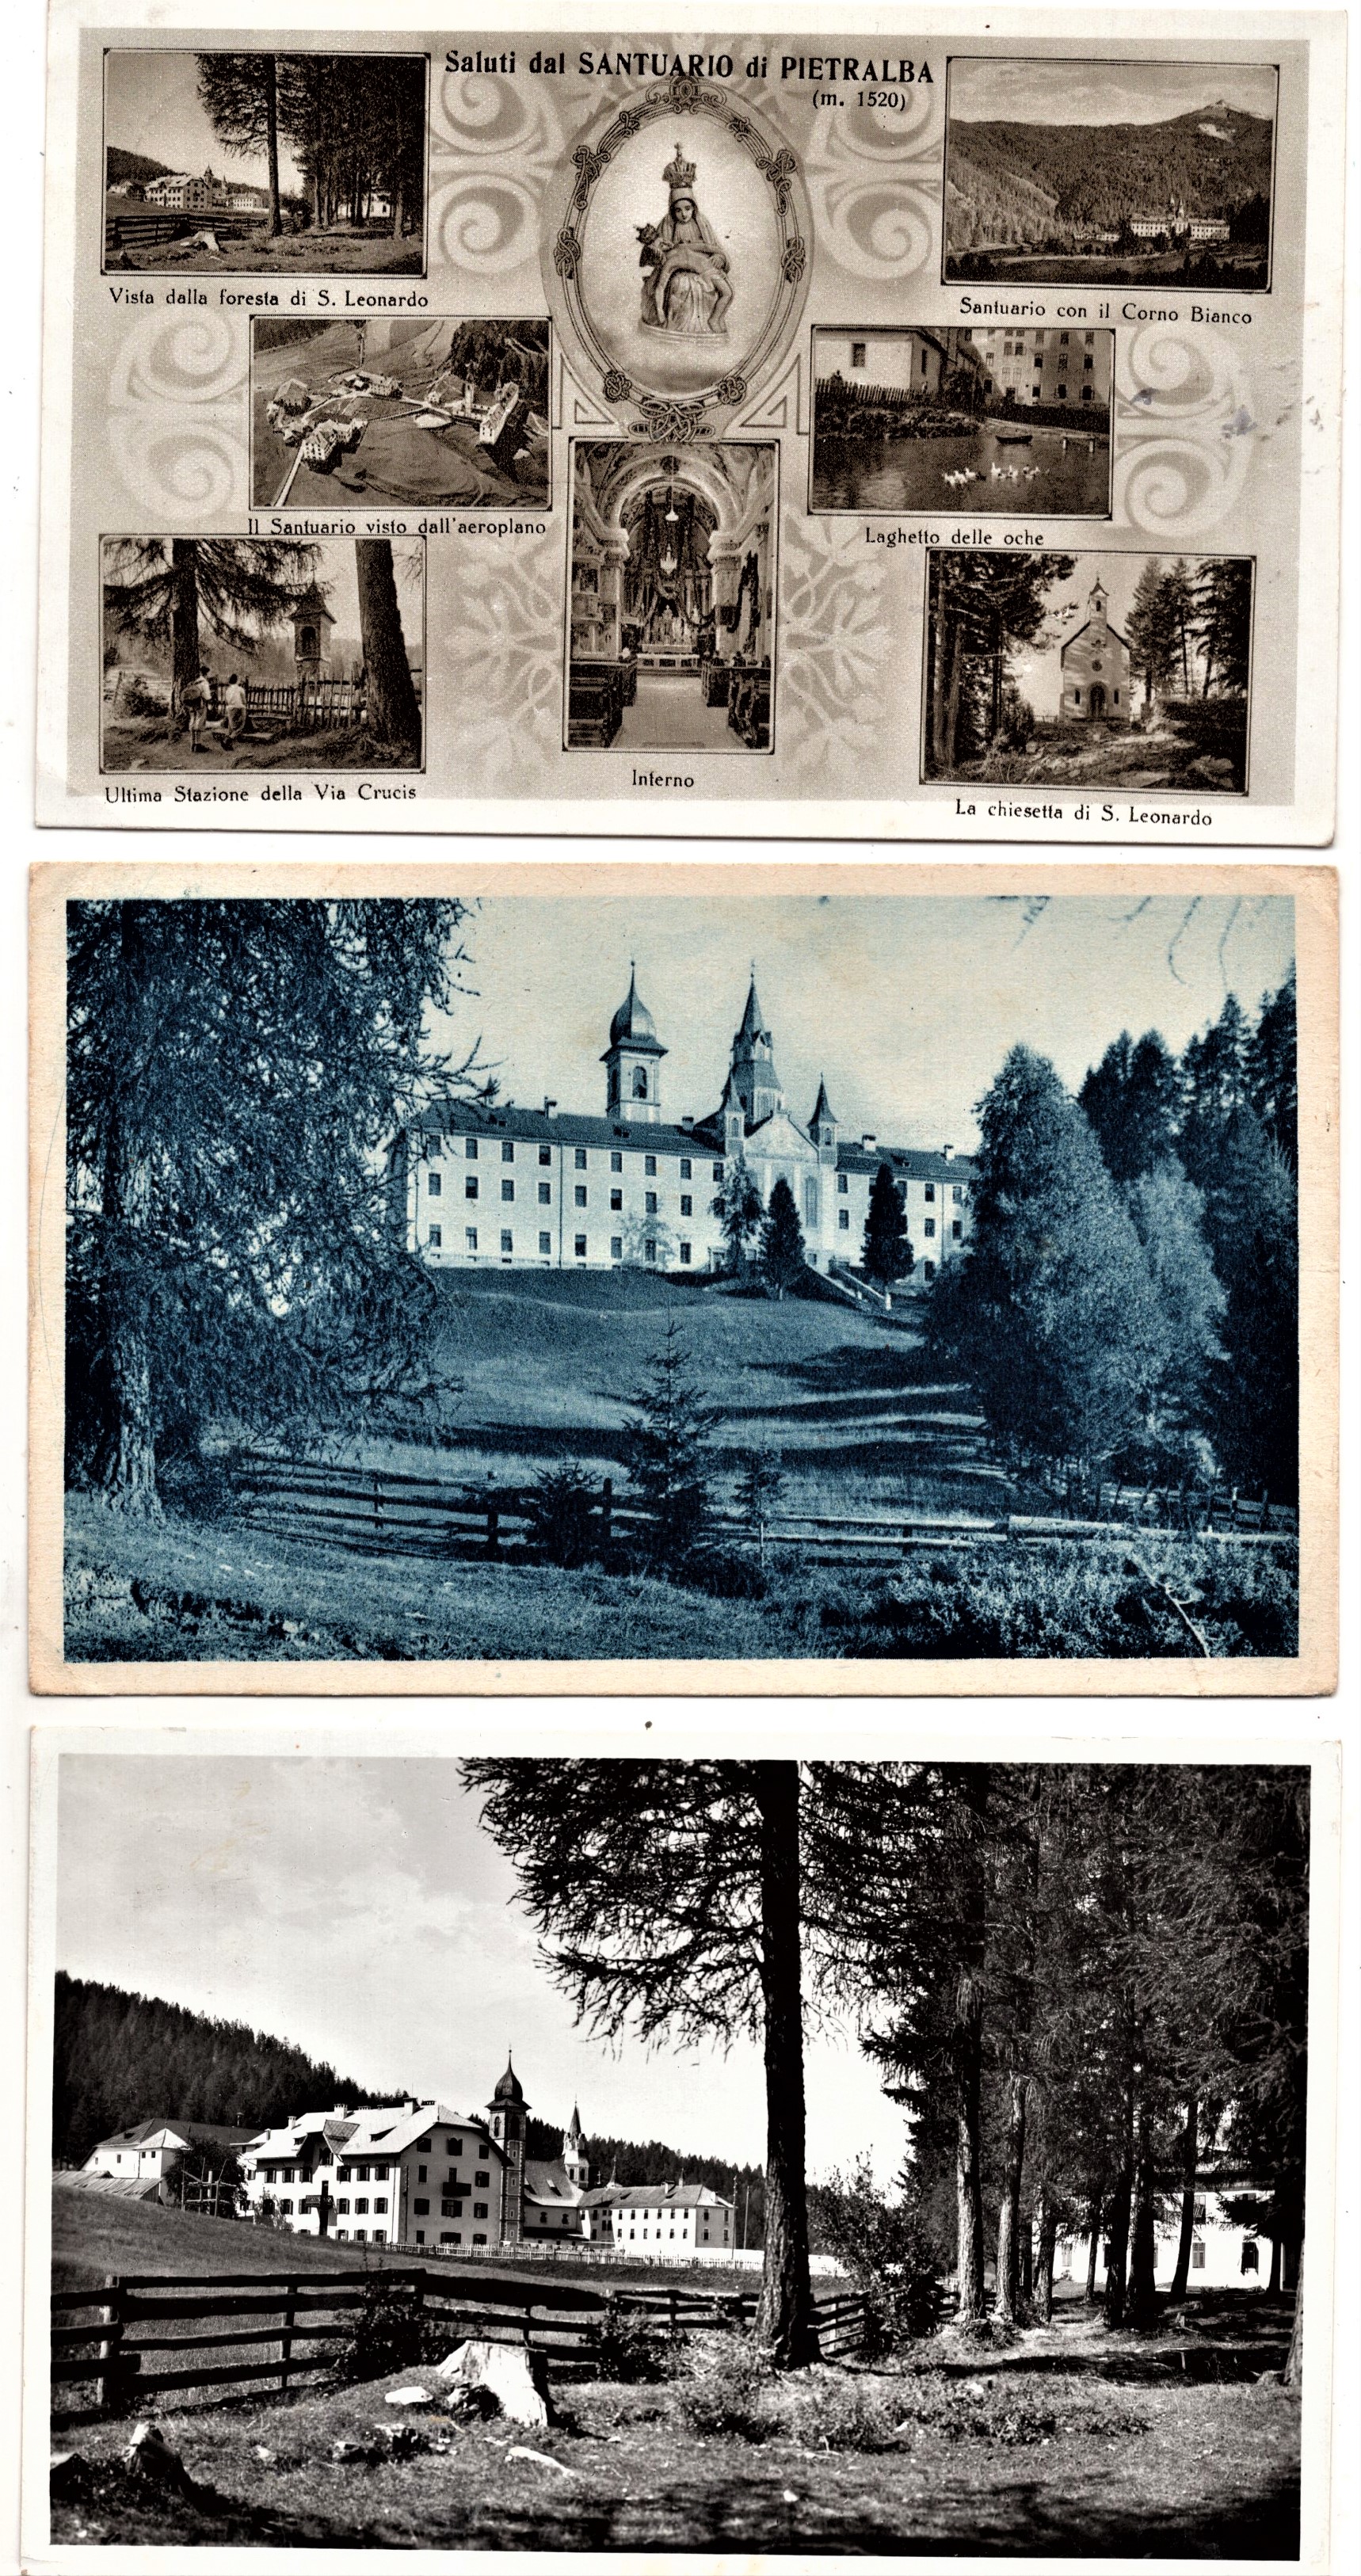 Saluti dal SANTUARIO di PIETRALBA
(m. 1520)
Vista dalla foresta di S. Leonardo
Santuario con il Corno Bianco
Il Santuario visto dall'aeroplano
Laghetto delle oche
Ultima Stazione della Via Crucis
Interno
La chiesetta di S. Leonardo